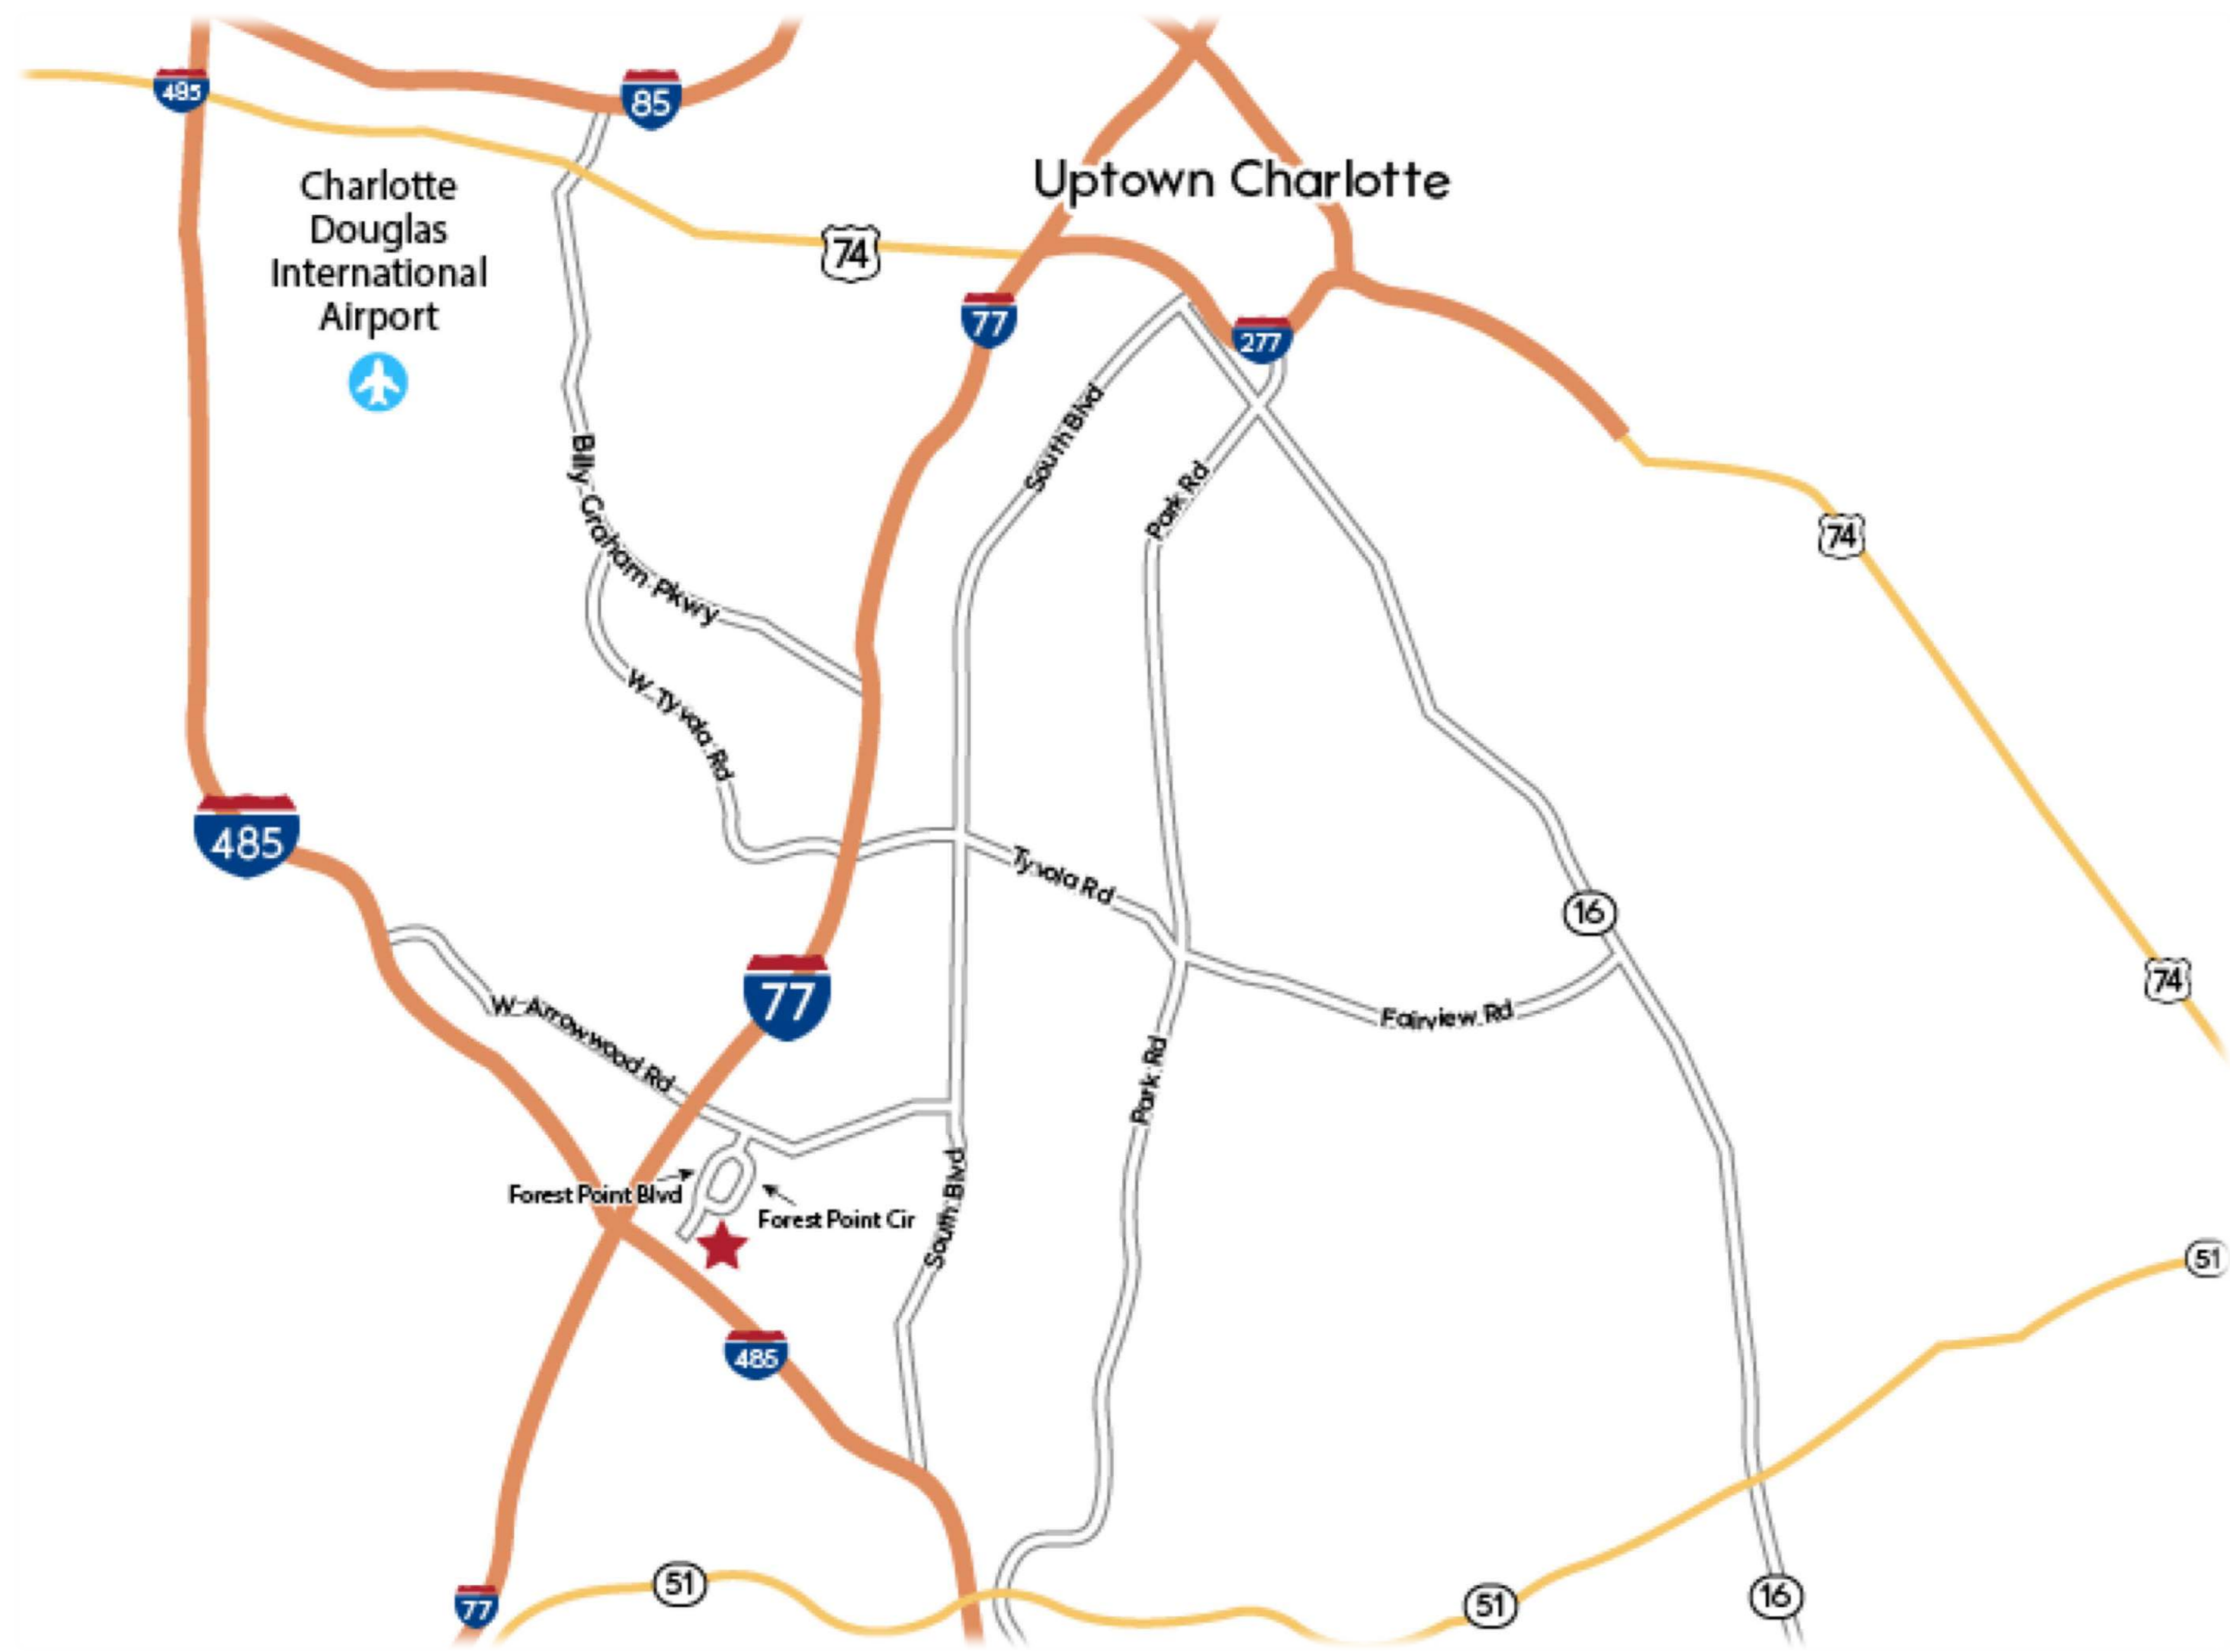 485
85
Charlotte
Douglas
International
Airport
Uptown Charlotte
74
77
277
South Blvd
Park Rd
Billy Graham Pkwy
74
W Tyvola Rd
485
Tyvola Rd
16
77
74
W Arrowwood Rd
Fairview Rd
Park Rd
Forest Point Blvd
Forest Point Cir
South Blvd
51
485
51
77
51
16